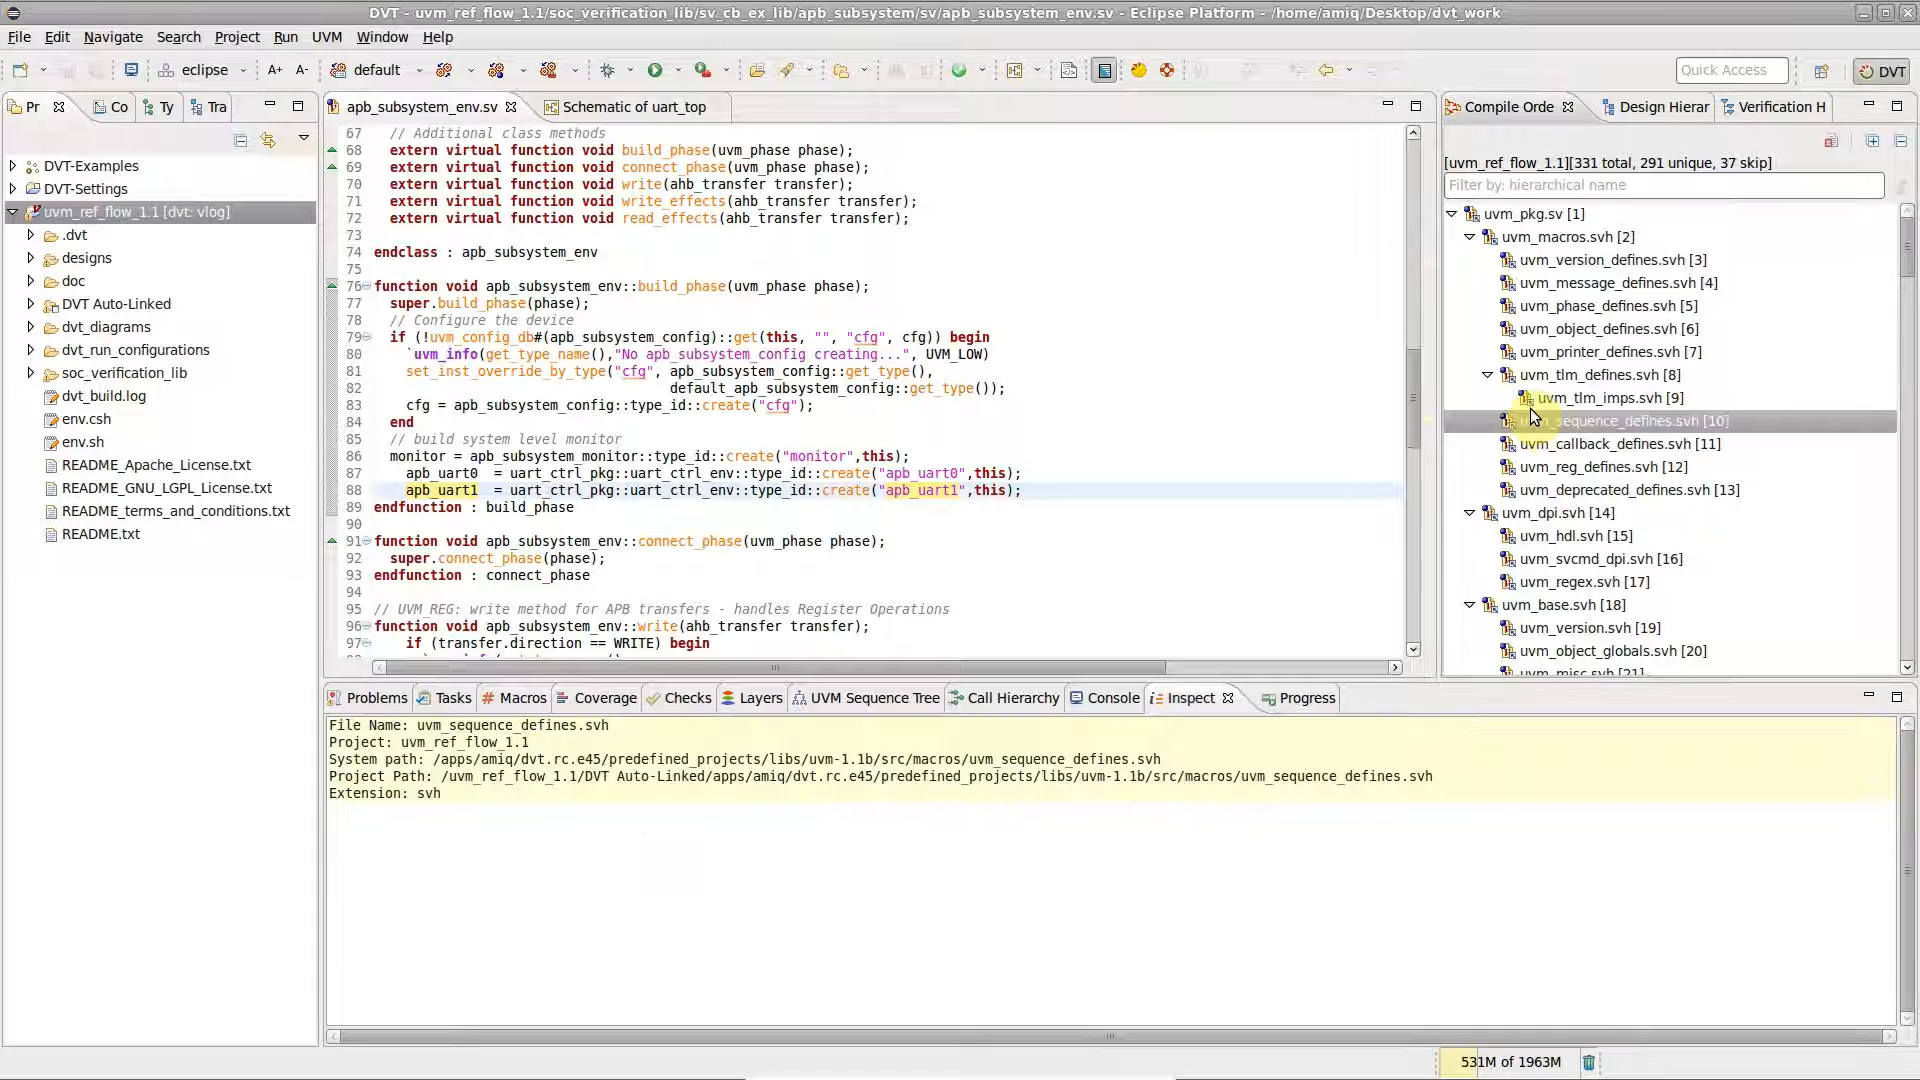 DVT - uvm_ref_flow_1.1/soc_verification_lib/sv_cb_ex_lib/apb_subsystem/sv/apb_subsystem_env.sv - Eclipse Platform - /home/amiq/Desktop/dvt_work
File Edit Navigate Search Project Run UVM Window Help
eclipse A+ A- default Quick Access DVT
Pr Co Ty Tra
DVT-Examples
DVT-Settings
uvm_ref_flow_1.1 [dvt: vlog]
.dvt
designs
doc
DVT Auto-Linked
dvt_diagrams
dvt_run_configurations
soc_verification_lib
dvt_build.log
env.csh
env.sh
README_Apache_License.txt
README_GNU_LGPL_License.txt
README_terms_and_conditions.txt
README.txt
apb_subsystem_env.sv Schematic of uart_top
67 // Additional class methods
68 extern virtual function void build_phase(uvm_phase phase);
69 extern virtual function void connect_phase(uvm_phase phase);
70 extern virtual function void write(ahb_transfer transfer);
71 extern virtual function void write_effects(ahb_transfer transfer);
72 extern virtual function void read_effects(ahb_transfer transfer);
73
74 endclass : apb_subsystem_env
75
76 function void apb_subsystem_env::build_phase(uvm_phase phase);
77 super.build_phase(phase);
78 // Configure the device
79 if (!uvm_config_db#(apb_subsystem_config)::get(this, "", "cfg", cfg)) begin
80 `uvm_info(get_type_name(),"No apb_subsystem_config creating...", UVM_LOW)
81 set_inst_override_by_type("cfg", apb_subsystem_config::get_type(),
82 default_apb_subsystem_config::get_type());
83 cfg = apb_subsystem_config::type_id::create("cfg");
84 end
85 // build system level monitor
86 monitor = apb_subsystem_monitor::type_id::create("monitor",this);
87 apb_uart0 = uart_ctrl_pkg::uart_ctrl_env::type_id::create("apb_uart0",this);
88 apb_uart1 = uart_ctrl_pkg::uart_ctrl_env::type_id::create("apb_uart1",this);
89 endfunction : build_phase
90
91 function void apb_subsystem_env::connect_phase(uvm_phase phase);
92 super.connect_phase(phase);
93 endfunction : connect_phase
94
95 // UVM_REG: write method for APB transfers - handles Register Operations
96 function void apb_subsystem_env::write(ahb_transfer transfer);
97 if (transfer.direction == WRITE) begin
Compile Orde Design Hierar Verification H
[uvm_ref_flow_1.1][331 total, 291 unique, 37 skip]
Filter by: hierarchical name
uvm_pkg.sv [1]
uvm_macros.svh [2]
uvm_version_defines.svh [3]
uvm_message_defines.svh [4]
uvm_phase_defines.svh [5]
uvm_object_defines.svh [6]
uvm_printer_defines.svh [7]
uvm_tlm_defines.svh [8]
uvm_tlm_imps.svh [9]
uvm_sequence_defines.svh [10]
uvm_callback_defines.svh [11]
uvm_reg_defines.svh [12]
uvm_deprecated_defines.svh [13]
uvm_dpi.svh [14]
uvm_hdl.svh [15]
uvm_svcmd_dpi.svh [16]
uvm_regex.svh [17]
uvm_base.svh [18]
uvm_version.svh [19]
uvm_object_globals.svh [20]
uvm_misc.svh [21]
Problems Tasks # Macros Coverage Checks Layers UVM Sequence Tree Call Hierarchy Console Inspect Progress
File Name: uvm_sequence_defines.svh
Project: uvm_ref_flow_1.1
System path: /apps/amiq/dvt.rc.e45/predefined_projects/libs/uvm-1.1b/src/macros/uvm_sequence_defines.svh
Project Path: /uvm_ref_flow_1.1/DVT Auto-Linked/apps/amiq/dvt.rc.e45/predefined_projects/libs/uvm-1.1b/src/macros/uvm_sequence_defines.svh
Extension: svh
531M of 1963M